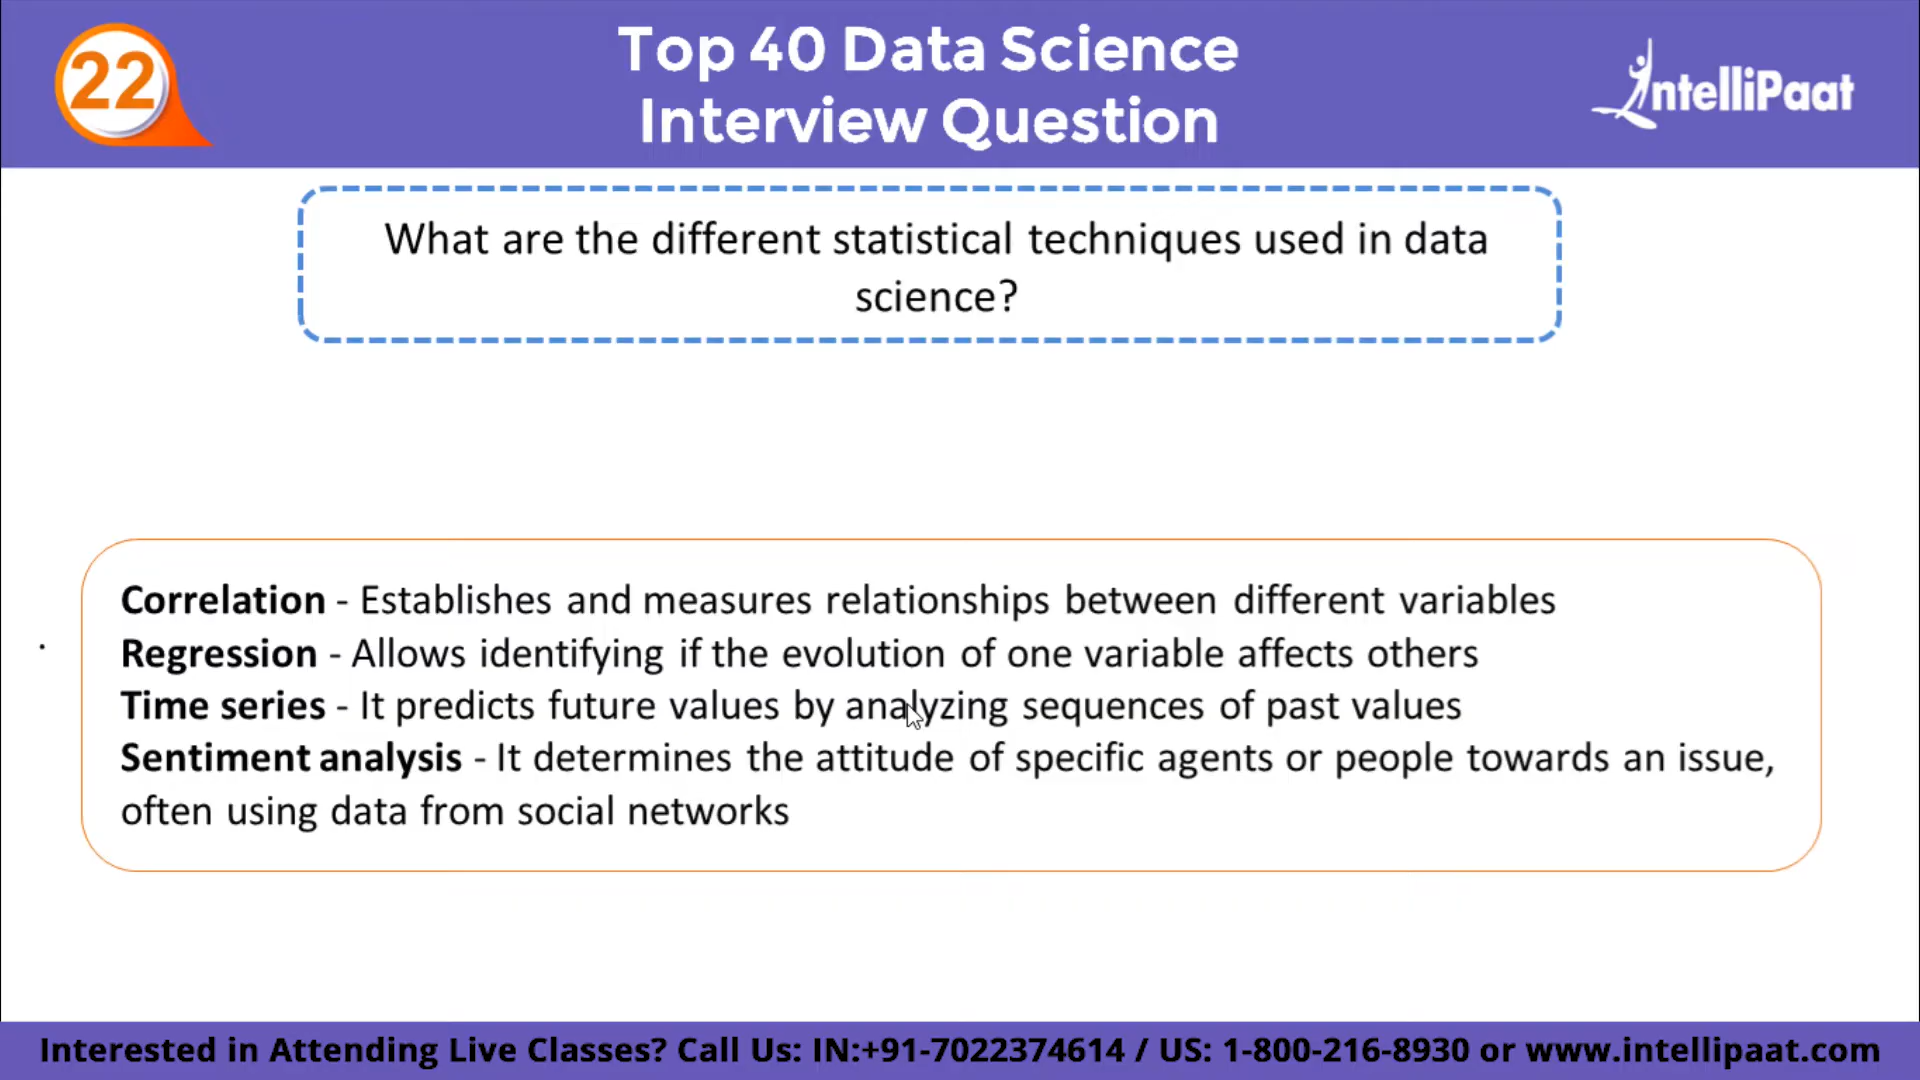 22
Top 40 Data Science
Interview Question
IntelliPaat
What are the different statistical techniques used in data
science?
Correlation - Establishes and measures relationships between different variables
Regression - Allows identifying if the evolution of one variable affects others
Time series - It predicts future values by analyzing sequences of past values
Sentiment analysis - It determines the attitude of specific agents or people towards an issue,
often using data from social networks
Interested in Attending Live Classes? Call Us: IN:+91-7022374614 / US: 1-800-216-8930 or www.intellipaat.com